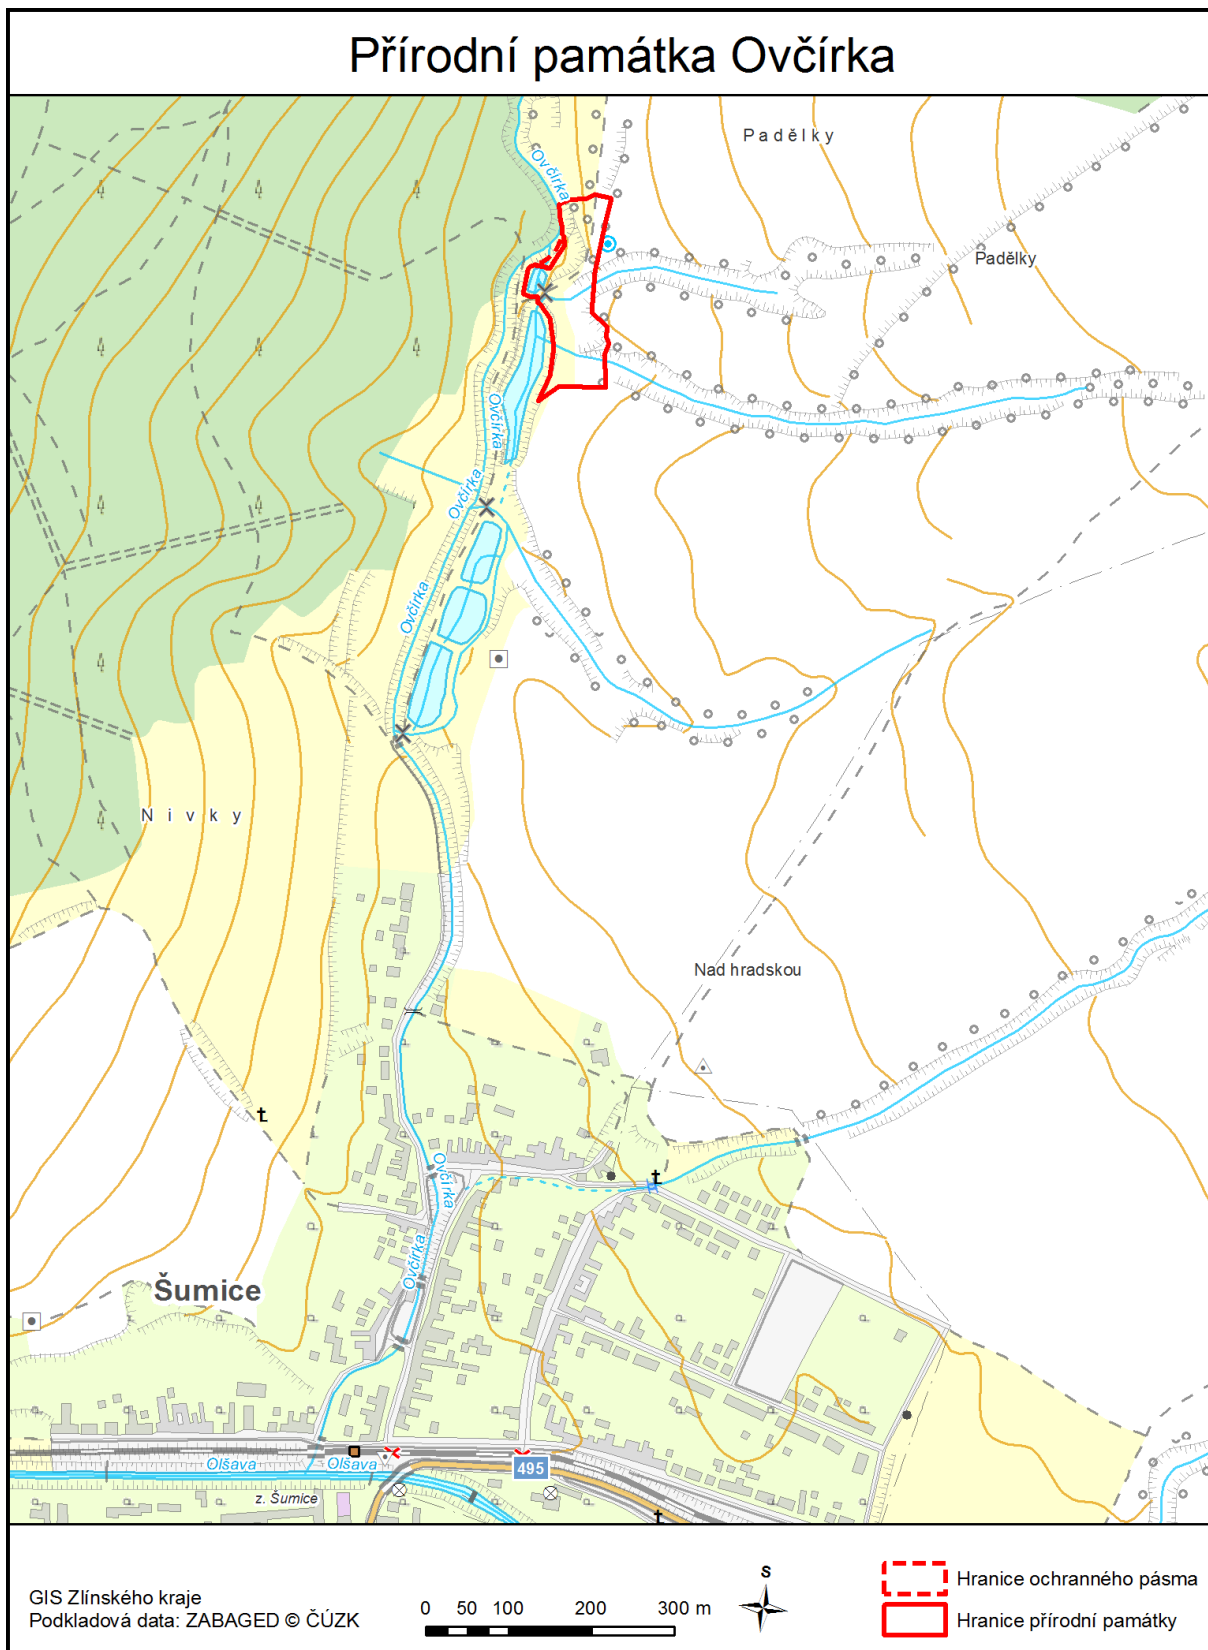 Přírodní památka Ovčírka
Padělky
Ovčírka
Padělky
Ovčírka
Ovčírka
Ovčírka
Nivky
Nad hradskou
Ovčírka
Ovčírka
Šumice
Olšava
Olšava
495
z. Šumice
GIS Zlínského kraje
Podkladová data: ZABAGED © ČÚZK
0 50 100 200 300 m
S
Hranice ochranného pásma
Hranice přírodní památky